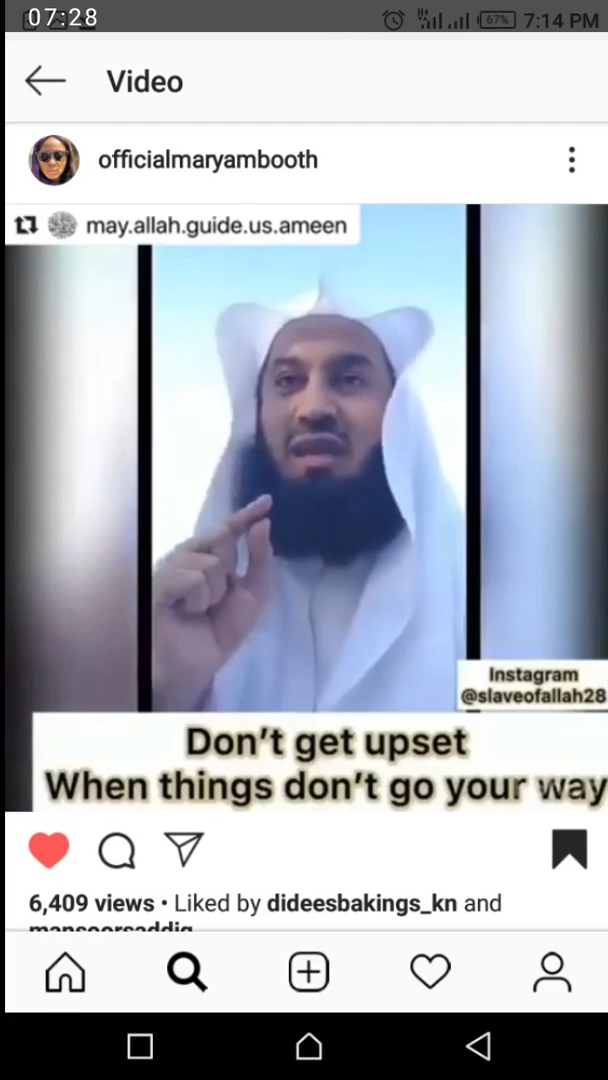 07:28
H+ 67% 7:14 PM
Video
officialmaryambooth
may.allah.guide.us.ameen
Instagram
@slaveofallah28
Don't get upset
When things don't go your way
6,409 views • Liked by dideesbakings_kn and
mansoorsaddiq